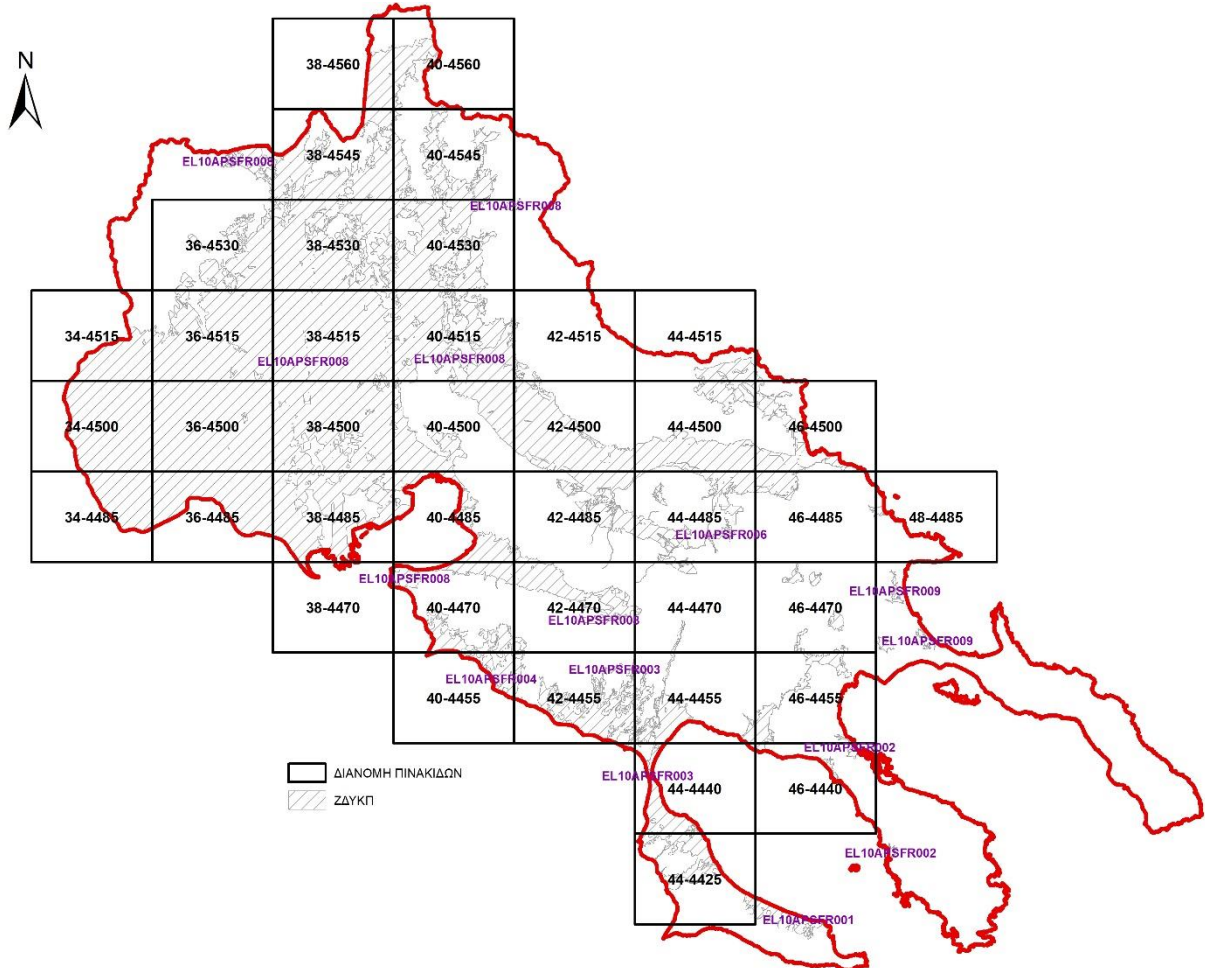 N
38-4560 40-4560
38-4545 40-4545
EL10APSFR008
EL10APSFR008
36-4530 38-4530 40-4530
34-4515 36-4515 38-4515 40-4515 42-4515 44-4515
EL10APSFR008 EL10APSFR008
34-4500 36-4500 38-4500 40-4500 42-4500 44-4500 46-4500
34-4485 36-4485 38-4485 40-4485 42-4485 44-4485 46-4485 48-4485
EL10APSFR006
EL10APSFR008
EL10APSFR009
38-4470 40-4470 42-4470 44-4470 46-4470
EL10APSFR003
EL10APSFR009
EL10APSFR003
EL10APSFR004
40-4455 42-4455 44-4455 46-4455
EL10APSFR002
ΔΙΑΝΟΜΗ ΠΙΝΑΚΙΔΩΝ
EL10APSFR003
44-4440 46-4440
ΖΔΥΚΠ
EL10APSFR002
44-4425
EL10APSFR001